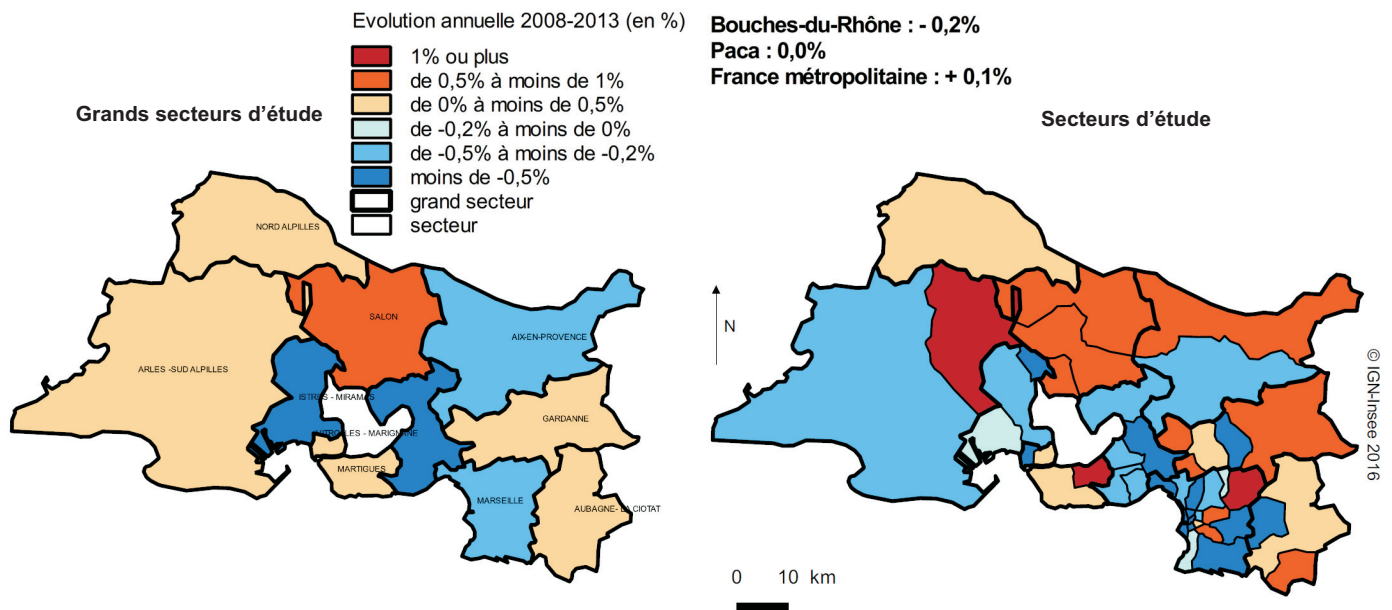 Evolution annuelle 2008-2013 (en %)
1% ou plus
de 0,5% à moins de 1%
de 0% à moins de 0,5%
de -0,2% à moins de 0%
de -0,5% à moins de -0,2%
moins de -0,5%
grand secteur
secteur
Bouches-du-Rhône : - 0,2%
Paca : 0,0%
France métropolitaine : + 0,1%
Grands secteurs d'étude
Secteurs d'étude
NORD ALPILLES
SALON
AIX-EN-PROVENCE
ARLES -SUD ALPILLES
ISTRES - MIRAMAS
GARDANNE
VITROLLES - MARIGNANE
MARTIGUES
MARSEILLE
AUBAGNE- LA CIOTAT
N
© IGN-Insee 2016
0 10 km